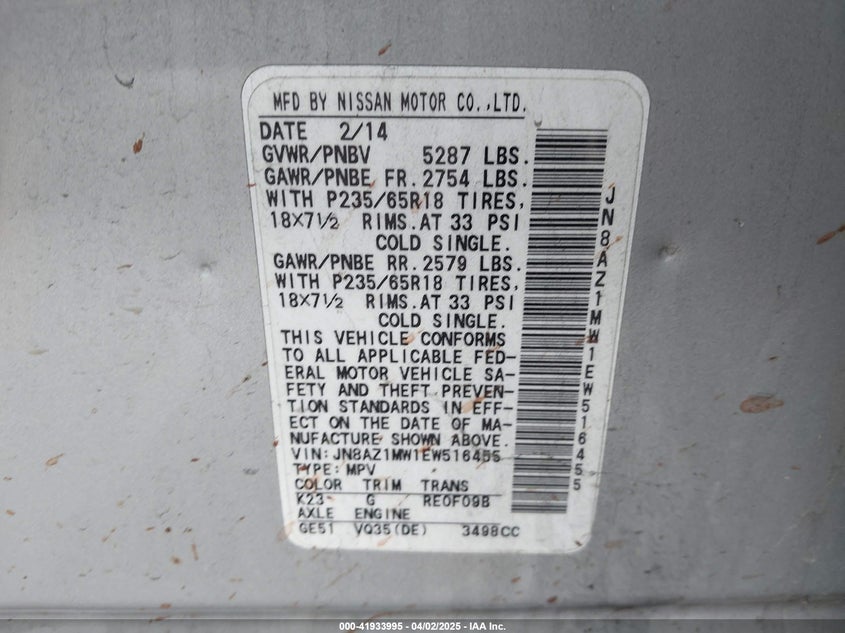 MFD BY NISSAN MOTOR CO.,LTD.
DATE 2/14
GVWR/PNBV 5287 LBS.
GAWR/PNBE FR. 2754 LBS.
WITH P235/65R18 TIRES,
18X7½ RIMS. AT 33 PSI
COLD SINGLE.
GAWR/PNBE RR. 2579 LBS.
WITH P235/65R18 TIRES,
18X7½ RIMS. AT 33 PSI
COLD SINGLE.
THIS VEHICLE CONFORMS
TO ALL APPLICABLE FED-
ERAL MOTOR VEHICLE SA-
FETY AND THEFT PREVEN-
TION STANDARDS IN EFF-
ECT ON THE DATE OF MA-
NUFACTURE SHOWN ABOVE.
VIN: JN8AZ1MW1EW516455
TYPE: MPV
COLOR TRIM TRANS
K23 G RE0F09B
AXLE ENGINE
GE51 VQ35(DE) 3498CC
JN8AZ1MW1EW516455
000-41933995 - 04/02/2025 - IAA Inc.